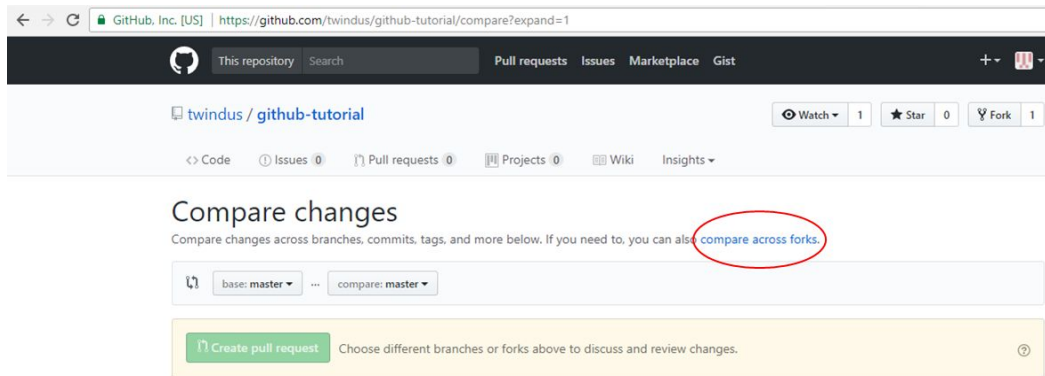 GitHub, Inc. [US] | https://github.com/twindus/github-tutorial/compare?expand=1
This repository Search Pull requests Issues Marketplace Gist
twindus / github-tutorial Watch 1 Star 0 Fork 1
Code Issues 0 Pull requests 0 Projects 0 Wiki Insights
Compare changes
Compare changes across branches, commits, tags, and more below. If you need to, you can also compare across forks.
base: master ... compare: master
Create pull request Choose different branches or forks above to discuss and review changes.